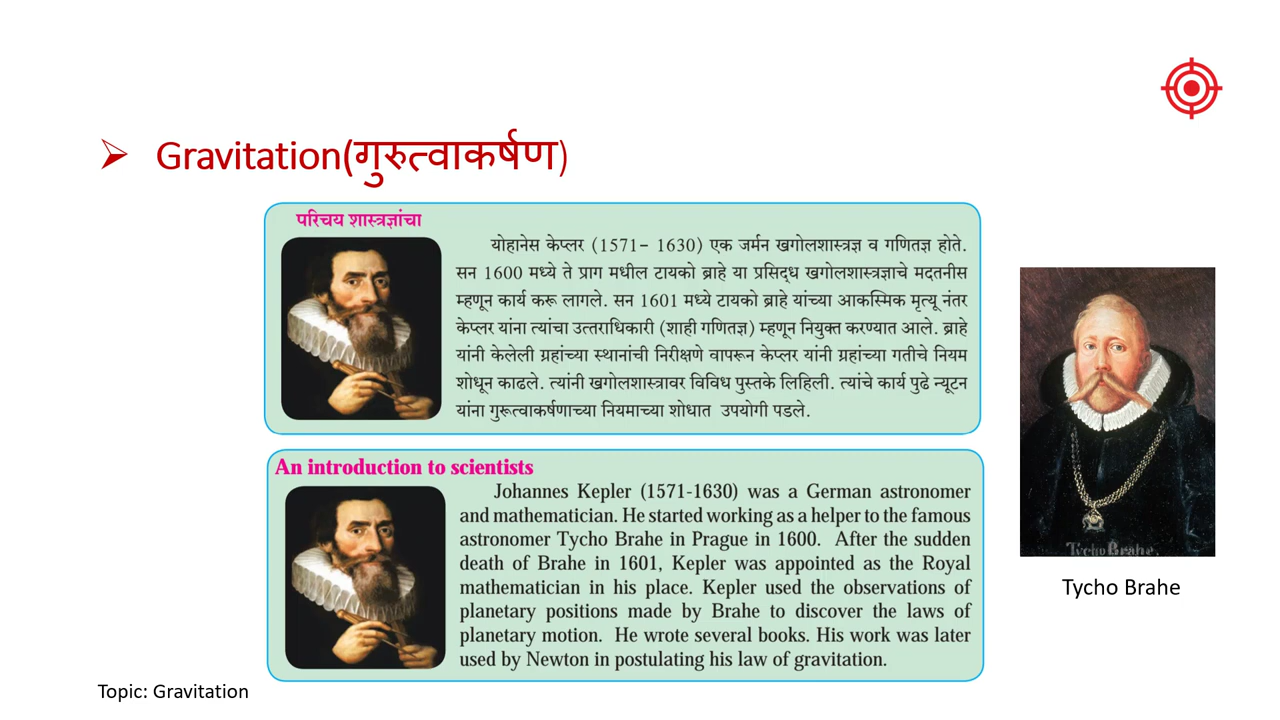 Gravitation(गुरुत्वाकर्षण)
परिचय शास्त्रज्ञांचा
योहानेस केप्लर (1571- 1630) एक जर्मन खगोलशास्त्रज्ञ व गणितज्ञ होते.
सन 1600 मध्ये ते प्राग मधील टायको ब्राहे या प्रसिद्ध खगोलशास्त्रज्ञाचे मदतनीस
म्हणून कार्य करू लागले. सन 1601 मध्ये टायको ब्राहे यांच्या आकस्मिक मृत्यू नंतर
केप्लर यांना त्यांचा उत्तराधिकारी (शाही गणितज्ञ) म्हणून नियुक्त करण्यात आले. ब्राहे
यांनी केलेली ग्रहांच्या स्थानांची निरीक्षणे वापरून केप्लर यांनी ग्रहांच्या गतीचे नियम
शोधून काढले. त्यांनी खगोलशास्त्रावर विविध पुस्तके लिहिली. त्यांचे कार्य पुढे न्यूटन
यांना गुरूत्वाकर्षणाच्या नियमाच्या शोधात उपयोगी पडले.
An introduction to scientists
Johannes Kepler (1571-1630) was a German astronomer
and mathematician. He started working as a helper to the famous
astronomer Tycho Brahe in Prague in 1600. After the sudden
death of Brahe in 1601, Kepler was appointed as the Royal
mathematician in his place. Kepler used the observations of
planetary positions made by Brahe to discover the laws of
planetary motion. He wrote several books. His work was later
used by Newton in postulating his law of gravitation.
Tycho Brahe
Tycho Brahe
Topic: Gravitation